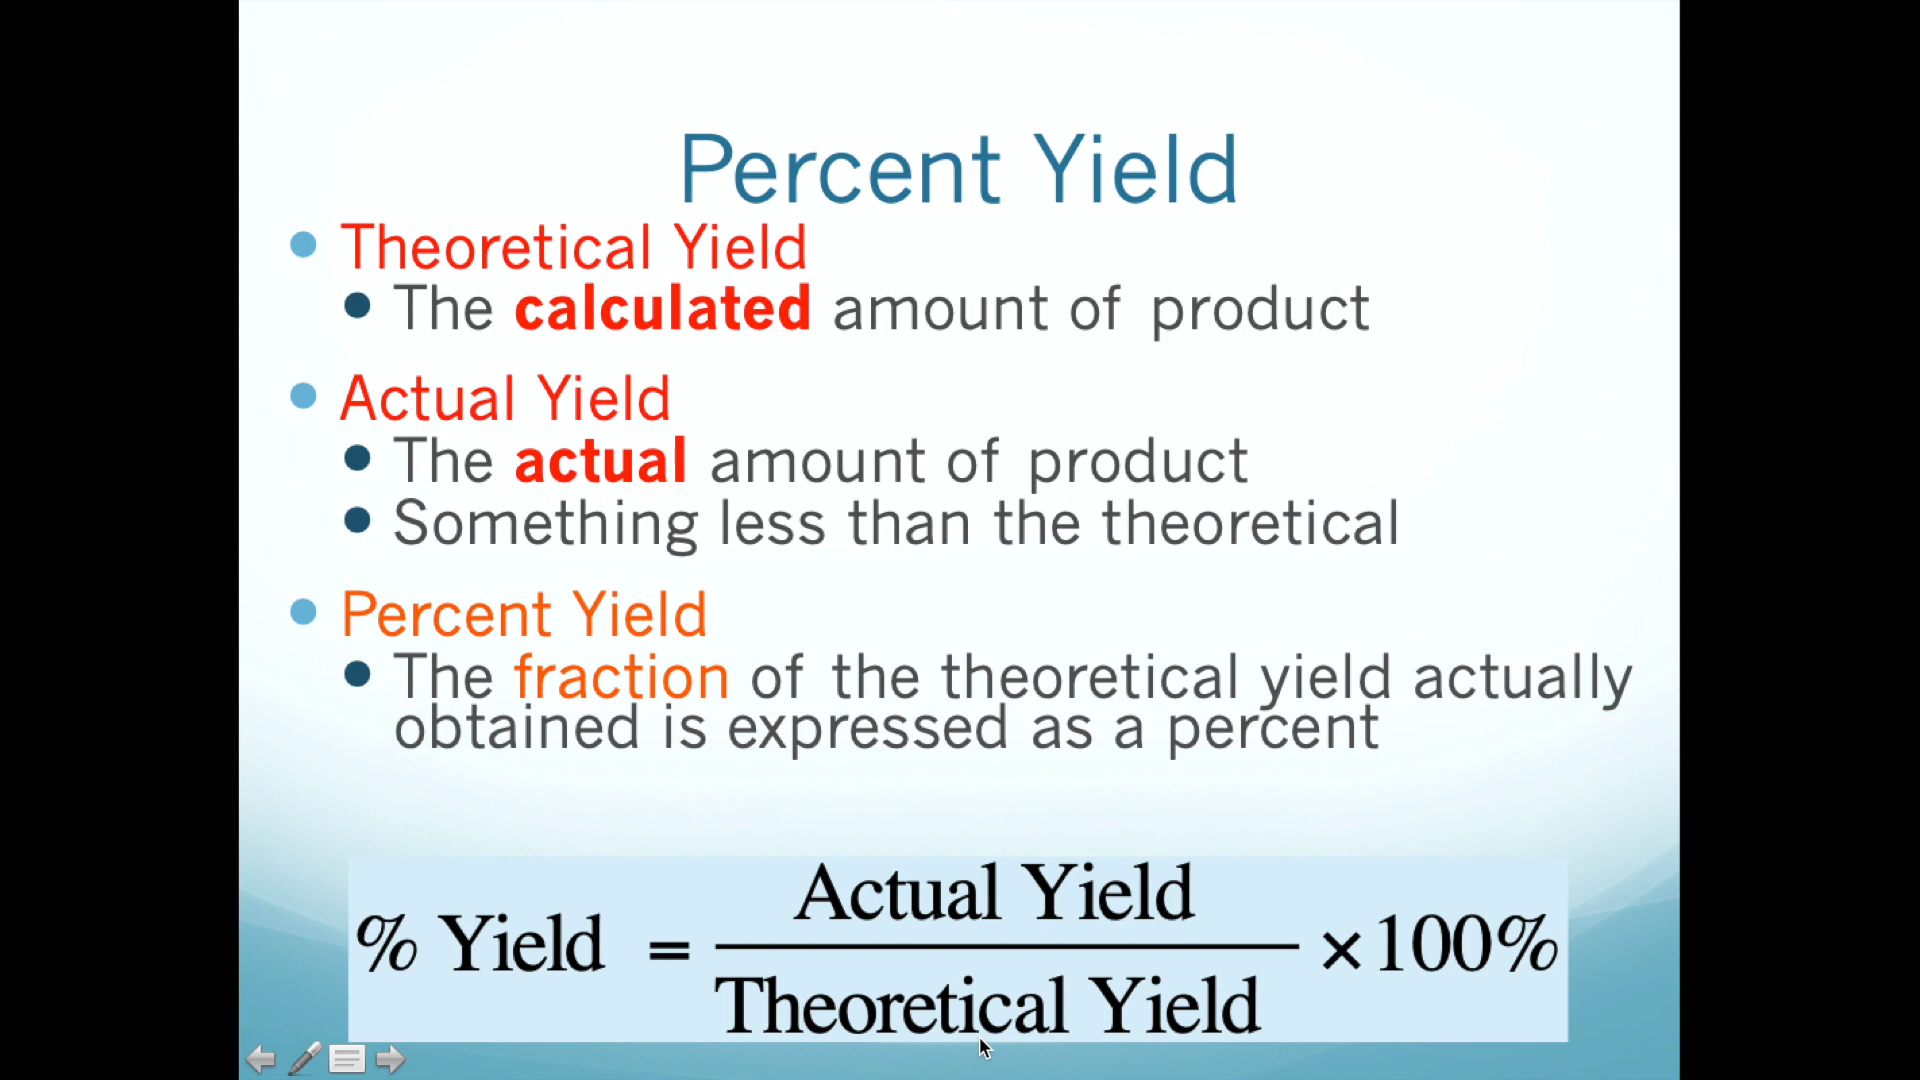 Percent Yield
Theoretical Yield
The calculated amount of product
Actual Yield
The actual amount of product
Something less than the theoretical
Percent Yield
The fraction of the theoretical yield actually
obtained is expressed as a percent
% Yield = Actual Yield / Theoretical Yield ×100%